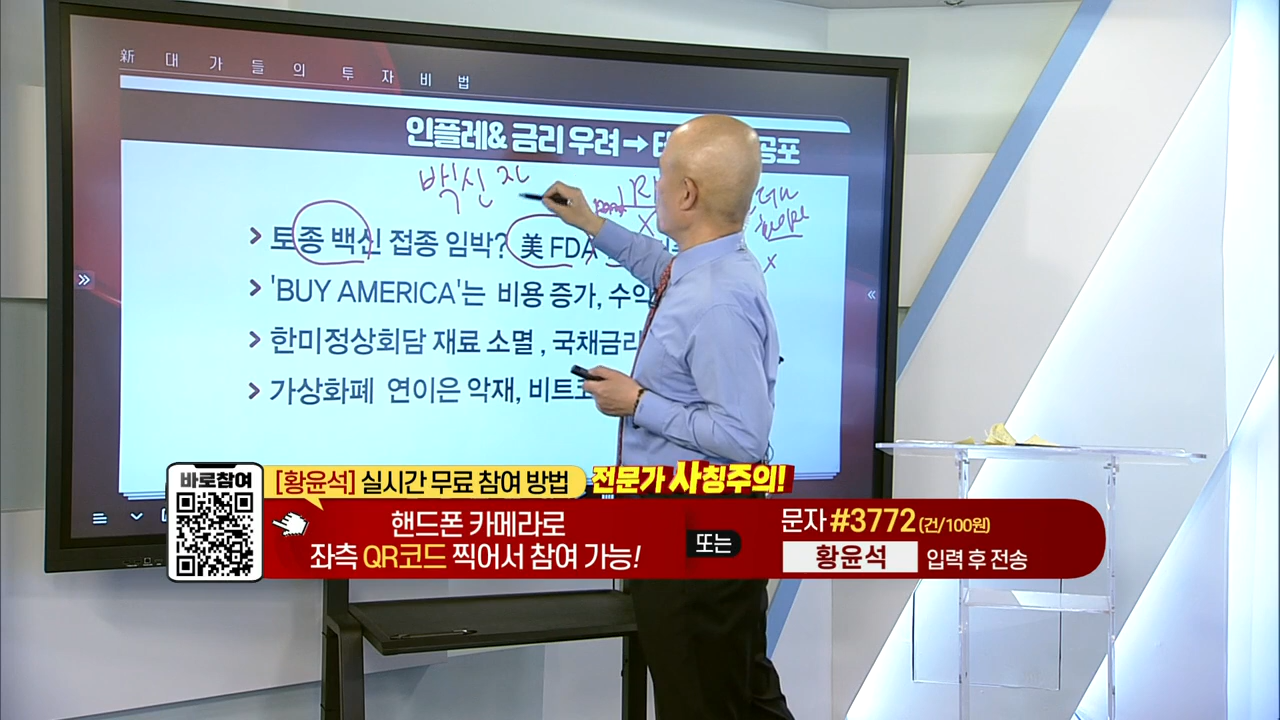 新 대 가 들 의 투 자 비 법
인플레& 금리 우려→ 공포
백신
> 토종 백신 접종 임박? 美 FDA
> 'BUY AMERICA'는 비용 증가, 수익
> 한미정상회담 재료 소멸 , 국채금리
> 가상화폐 연이은 악재, 비트코
바로참여
[황윤석] 실시간 무료 참여 방법
전문가 사칭주의!
핸드폰 카메라로
좌측 QR코드 찍어서 참여 가능!
또는
문자 #3772 (건/100원)
황윤석 입력 후 전송